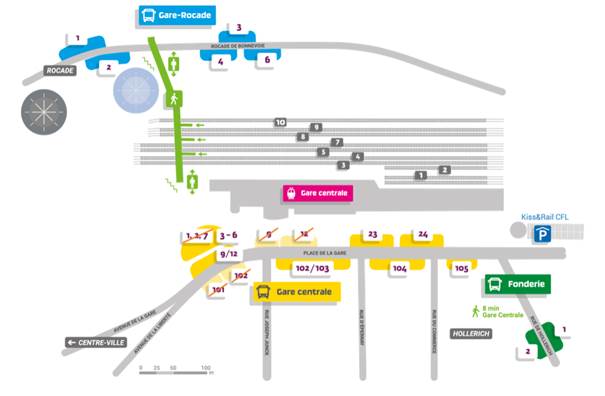 Gare-Rocade
1
2
3
4
6
ROCADE DE BONNEVOIE
ROCADE
10
9
8
7
5
4
3
2
1
Gare centrale
Kiss&Rail CFL
P
1, 2, 7
3 - 6
9
12
23
24
9/12
PLACE DE LA GARE
102/103
104
105
102
101
Gare centrale
Fonderie
8 min
Gare Centrale
AVENUE DE LA GARE
AVENUE DE LA LIBERTÉ
RUE JOSEPH JUNCK
RUE D'EPERNAY
RUE DU COMMERCE
RUE DE HOLLERICH
HOLLERICH
1
2
← CENTRE-VILLE
0 25 50 100 m